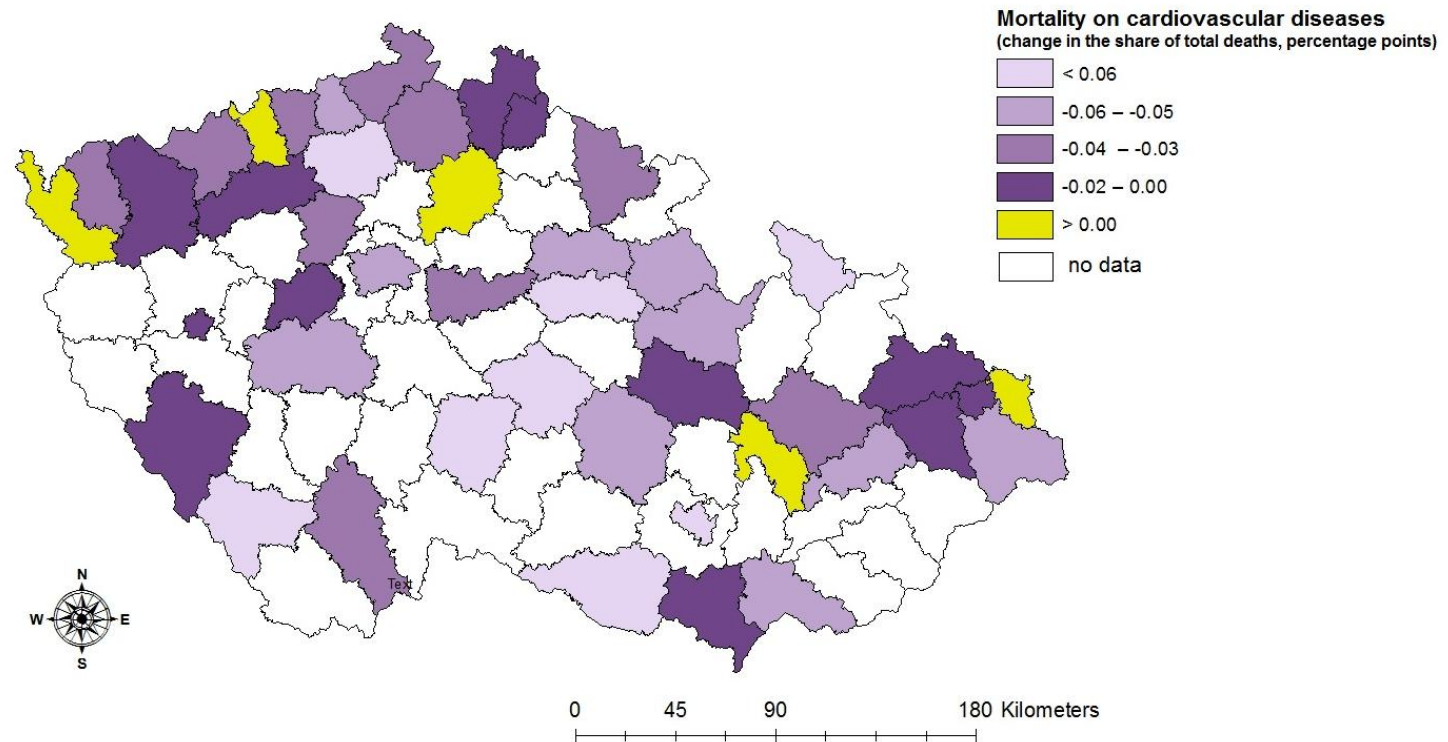 Mortality on cardiovascular diseases
(change in the share of total deaths, percentage points)
< 0.06
-0.06 – -0.05
-0.04 – -0.03
-0.02 – 0.00
> 0.00
no data
Text
N
W E
S
0 45 90 180 Kilometers